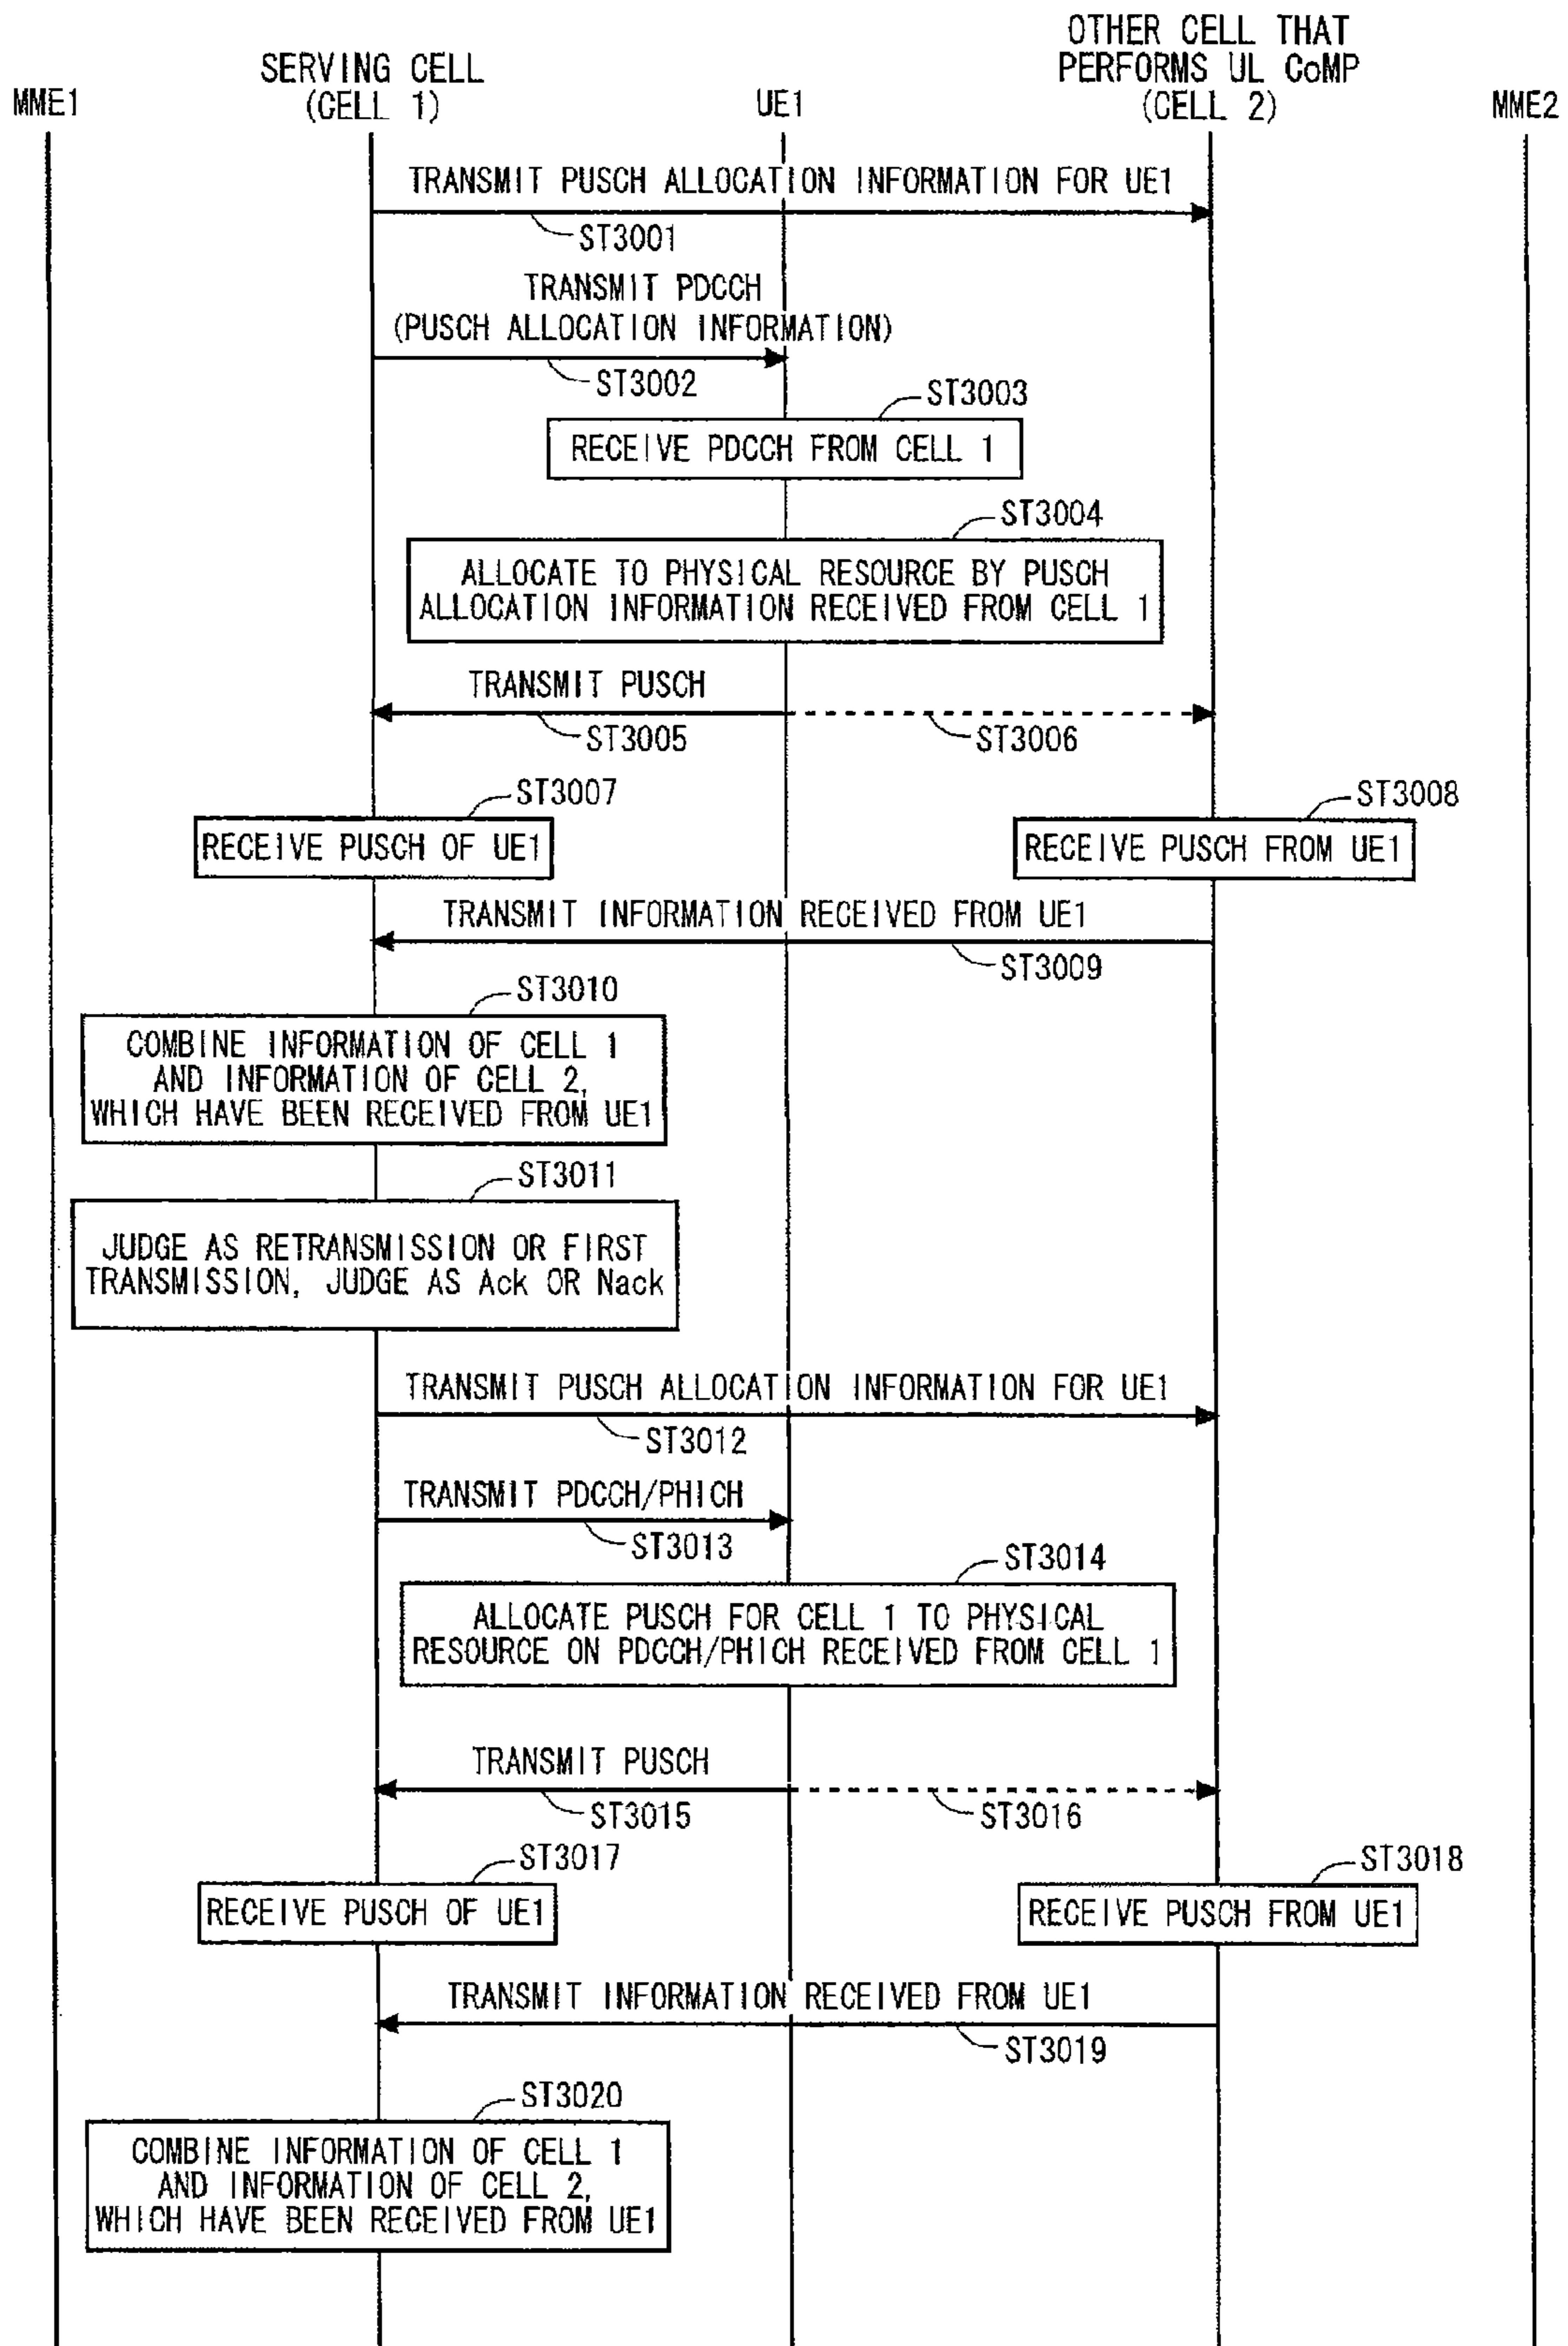 MME1
SERVING CELL
(CELL 1)
UE1
OTHER CELL THAT
PERFORMS UL CoMP
(CELL 2)
MME2
TRANSMIT PUSCH ALLOCATION INFORMATION FOR UE1
ST3001
TRANSMIT PDCCH
(PUSCH ALLOCATION INFORMATION)
ST3002
ST3003
RECEIVE PDCCH FROM CELL 1
ST3004
ALLOCATE TO PHYSICAL RESOURCE BY PUSCH
ALLOCATION INFORMATION RECEIVED FROM CELL 1
TRANSMIT PUSCH
ST3005
ST3006
ST3007
RECEIVE PUSCH OF UE1
ST3008
RECEIVE PUSCH FROM UE1
TRANSMIT INFORMATION RECEIVED FROM UE1
ST3009
ST3010
COMBINE INFORMATION OF CELL 1
AND INFORMATION OF CELL 2,
WHICH HAVE BEEN RECEIVED FROM UE1
ST3011
JUDGE AS RETRANSMISSION OR FIRST
TRANSMISSION, JUDGE AS Ack OR Nack
TRANSMIT PUSCH ALLOCATION INFORMATION FOR UE1
ST3012
TRANSMIT PDCCH/PHICH
ST3013
ST3014
ALLOCATE PUSCH FOR CELL 1 TO PHYSICAL
RESOURCE ON PDCCH/PHICH RECEIVED FROM CELL 1
TRANSMIT PUSCH
ST3015
ST3016
ST3017
RECEIVE PUSCH OF UE1
ST3018
RECEIVE PUSCH FROM UE1
TRANSMIT INFORMATION RECEIVED FROM UE1
ST3019
ST3020
COMBINE INFORMATION OF CELL 1
AND INFORMATION OF CELL 2,
WHICH HAVE BEEN RECEIVED FROM UE1